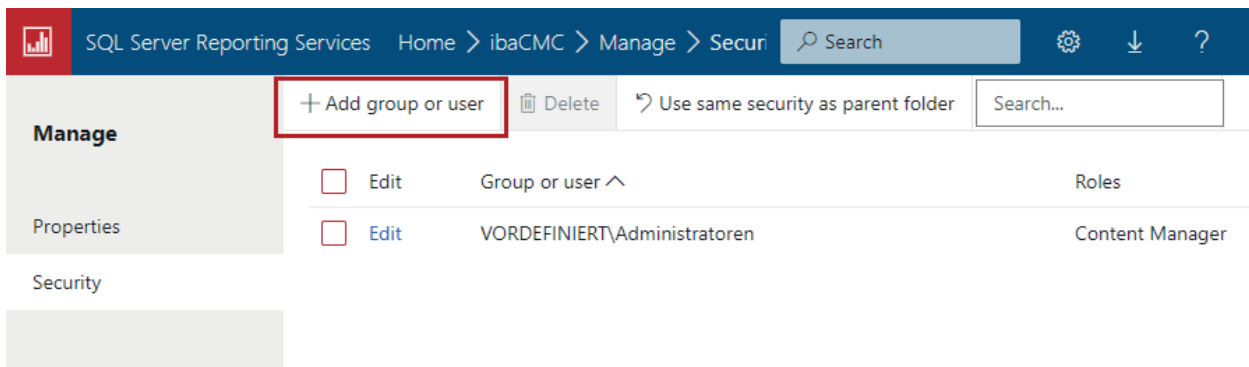 SQL Server Reporting Services Home > ibaCMC > Manage > Securi Search ?
+ Add group or user Delete Use same security as parent folder Search...
Manage
Edit Group or user Roles
Properties
Edit VORDEFINIERT\Administratoren Content Manager
Security